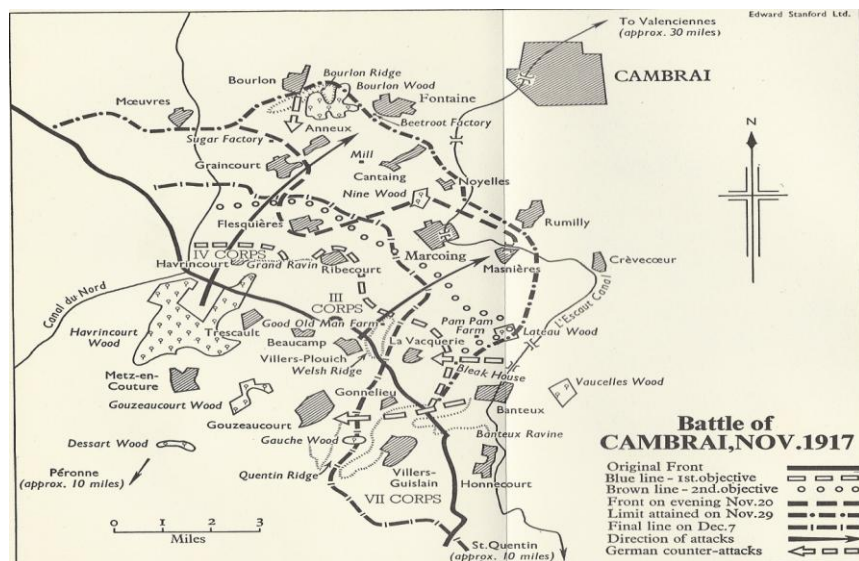 To Valenciennes
(approx. 30 miles)
Edward Stanford Ltd.
CAMBRAI
Bourlon
Bourlon Ridge
Bourlon Wood
Mœuvres
Fontaine
Beetroot Factory
Anneux
Sugar Factory
Graincourt
Mill
Cantaing
Noyelles
Nine Wood
N
Flesquières
Rumilly
Marcoing
IV CORPS
Havrincourt
Grand Ravin
Ribecourt
Masnières
Crèvecœur
Canal du Nord
III
CORPS
L'Escaut Canal
Havrincourt
Wood
Trescault
Good Old Man Farm
Pam Pam
Farm
Lateau Wood
Beaucamp
La Vacquerie
Villers-Plouich
Welsh Ridge
Bleak House
Metz-en-
Couture
Gonnelieu
Vaucelles Wood
Gouzeaucourt Wood
Banteux
Gouzeaucourt
Gauche Wood
Banteux Ravine
Dessart Wood
Péronne
(approx. 10 miles)
Quentin Ridge
Villers-
Guislain
Honnecourt
VII CORPS
0 1 2 3
Miles
St.Quentin
(approx. 10 miles)
Battle of
CAMBRAI,NOV.1917
Original Front
Blue line - 1st.objective
Brown line - 2nd.objective
Front on evening Nov.20
Limit attained on Nov.29
Final line on Dec.7
Direction of attacks
German counter-attacks